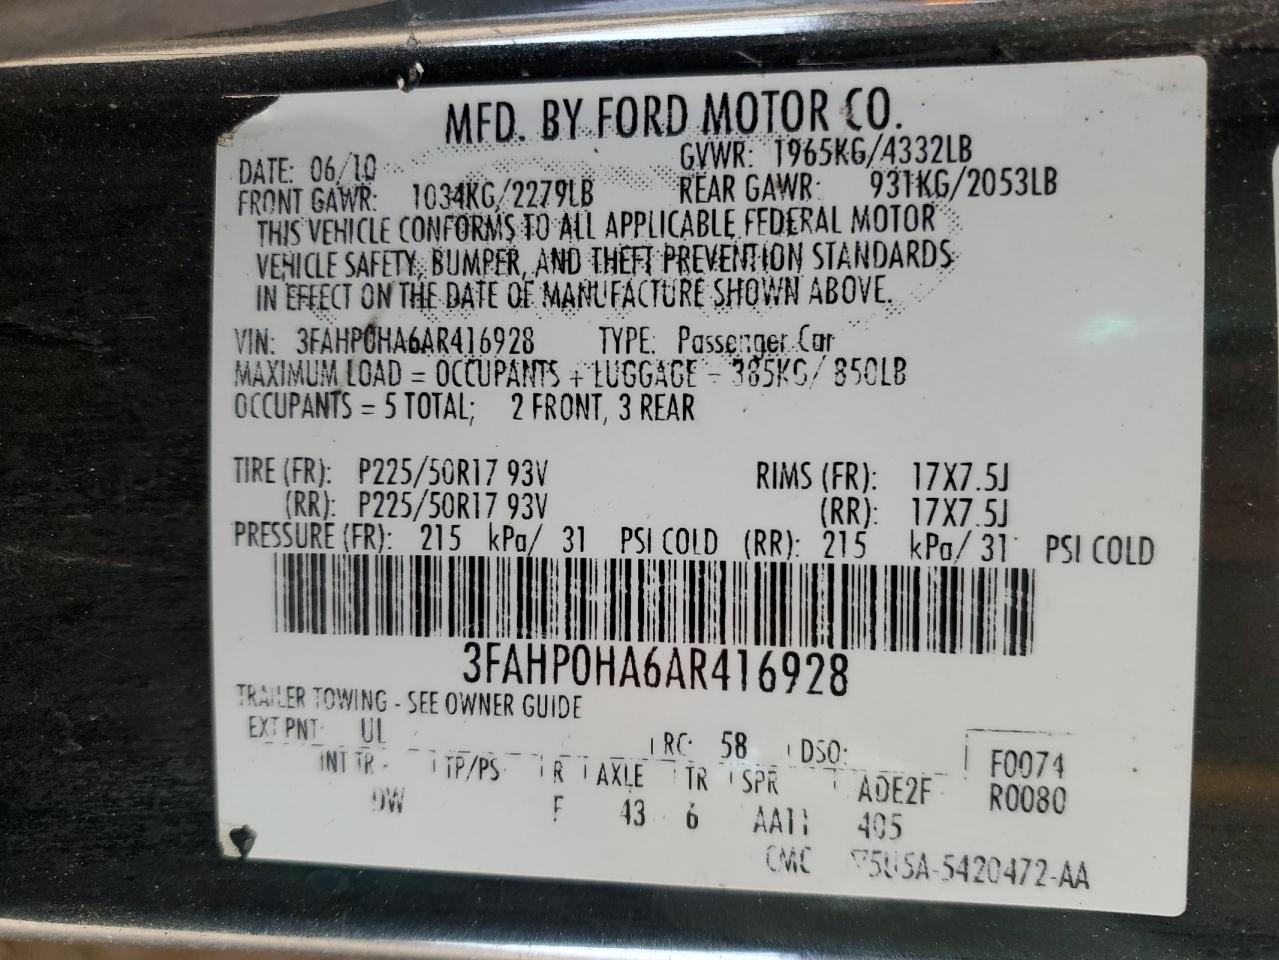 MFD. BY FORD MOTOR CO.
DATE: 06/10 GVWR: 1965KG/4332LB
FRONT GAWR: 1034KG/2279LB REAR GAWR: 931KG/2053LB
THIS VEHICLE CONFORMS TO ALL APPLICABLE FEDERAL MOTOR
VEHICLE SAFETY, BUMPER, AND THEFT PREVENTION STANDARDS
IN EFFECT ON THE DATE OF MANUFACTURE SHOWN ABOVE.
VIN: 3FAHP0HA6AR416928 TYPE: Passenger Car
MAXIMUM LOAD = OCCUPANTS + LUGGAGE = 385KG/ 850LB
OCCUPANTS = 5 TOTAL; 2 FRONT, 3 REAR
TIRE (FR): P225/50R17 93V RIMS (FR): 17X7.5J
(RR): P225/50R17 93V (RR): 17X7.5J
PRESSURE (FR): 215 kPa/ 31 PSI COLD (RR): 215 kPa/ 31 PSI COLD
3FAHP0HA6AR416928
TRAILER TOWING - SEE OWNER GUIDE
EXT PNT: UL RC: 58 DSO: F0074
INT TR TP/PS R AXLE TR SPR A0E2F R0080
DW F 43 6 AA11 405
CMC 5U5A-5420472-AA